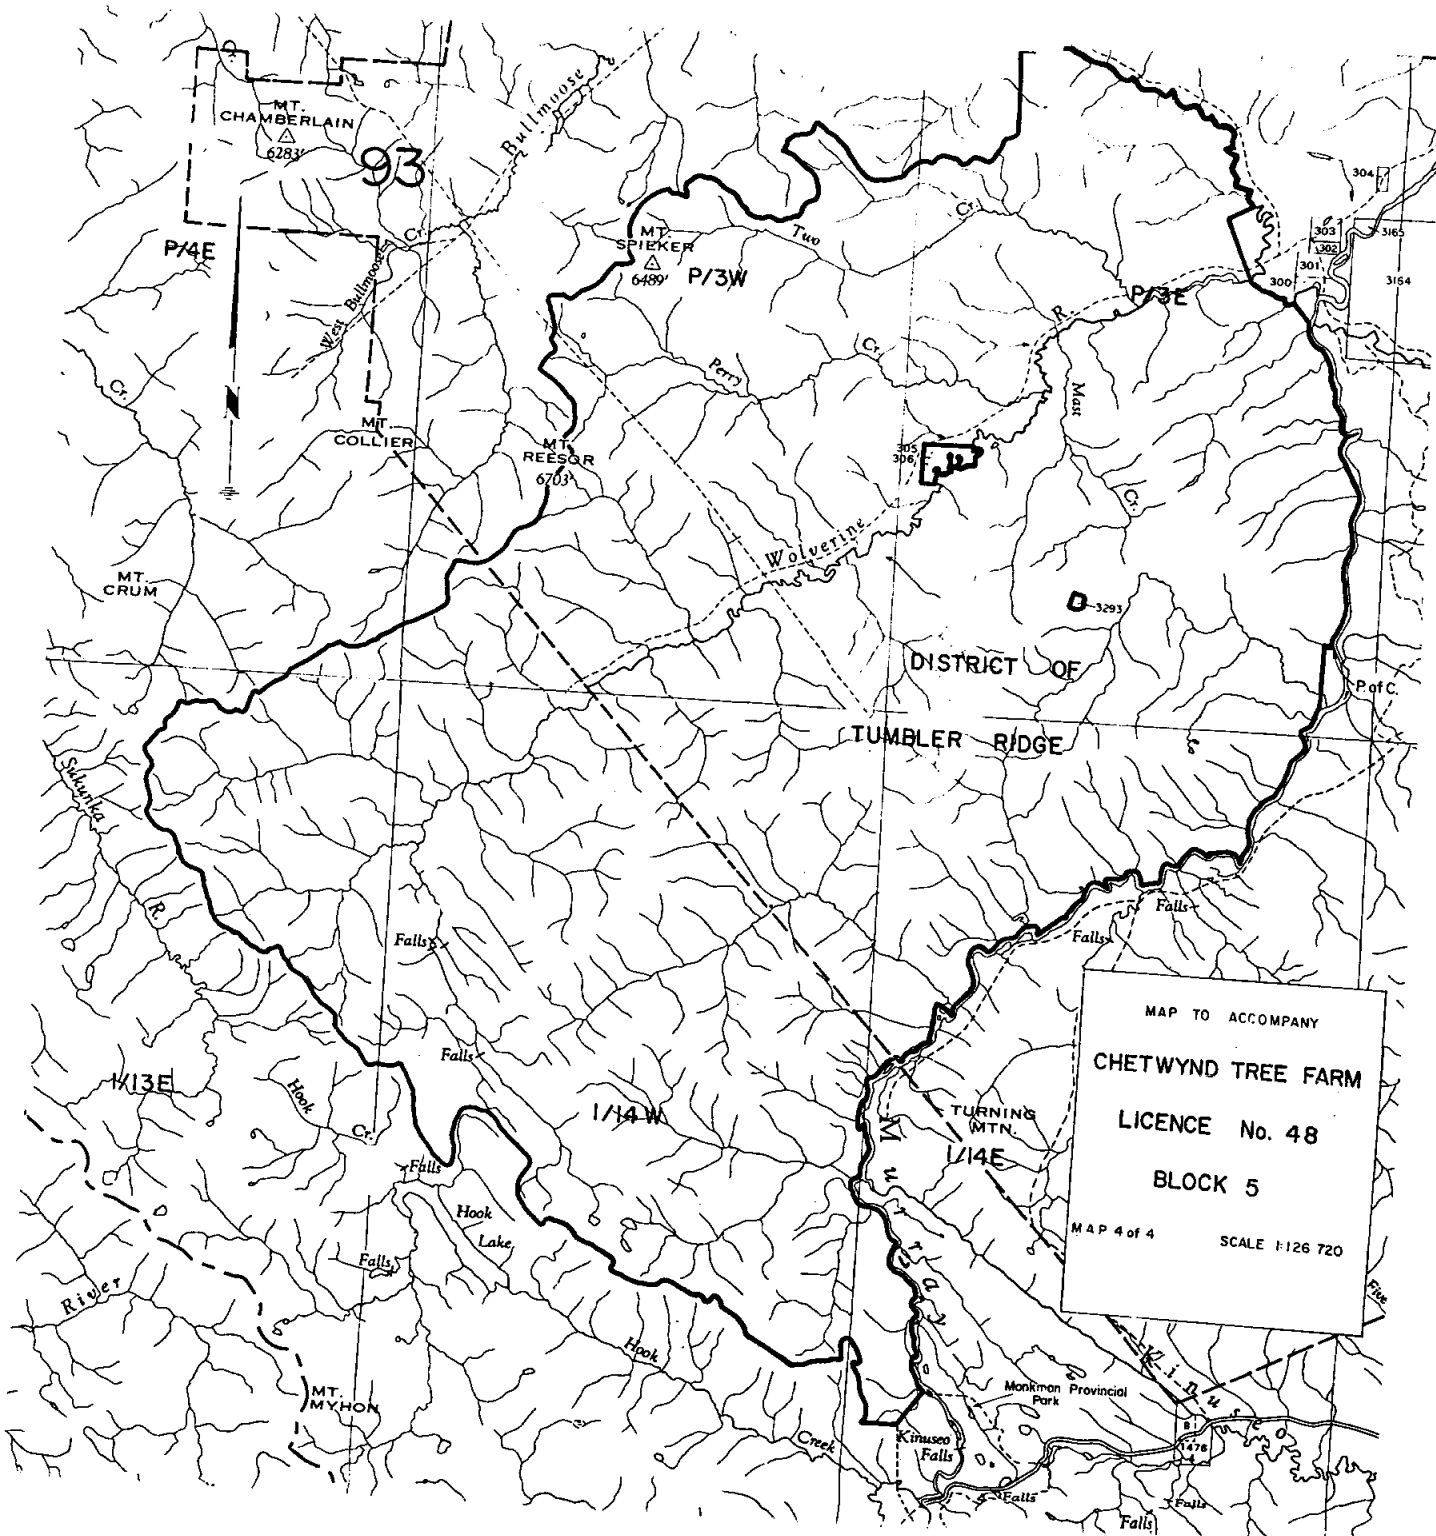 MT.
CHAMBERLAIN
6283'
93
Bullmoose
Cr.
West Bullmoose
P/4E
N
Cr.
MT.
COLLIER
MT.
SPIEKER
6489'
P/3W
Two
Cr.
P/3E
R.
304
303
302
301
300
3165
3164
Perry
Cr.
Mast
Cr.
MT.
REESOR
6703'
305
306
Wolverine
MT.
CRUM
3293
DISTRICT OF
TUMBLER RIDGE
P. of C.
Sukunka
R.
Falls
Falls
Falls
Falls
MAP TO ACCOMPANY
CHETWYND TREE FARM
LICENCE No. 48
BLOCK 5
MAP 4 of 4
SCALE 1:126 720
1/13E
Hook
Cr.
1/14W
Murray
TURNING
MTN.
1/14E
Falls
Hook
Lake
Falls
River
Hook
Creek
MT.
MYHON
Five
Kinuseo
Monkman Provincial
Park
Kinuseo
Falls
1476
Falls
Falls
Falls